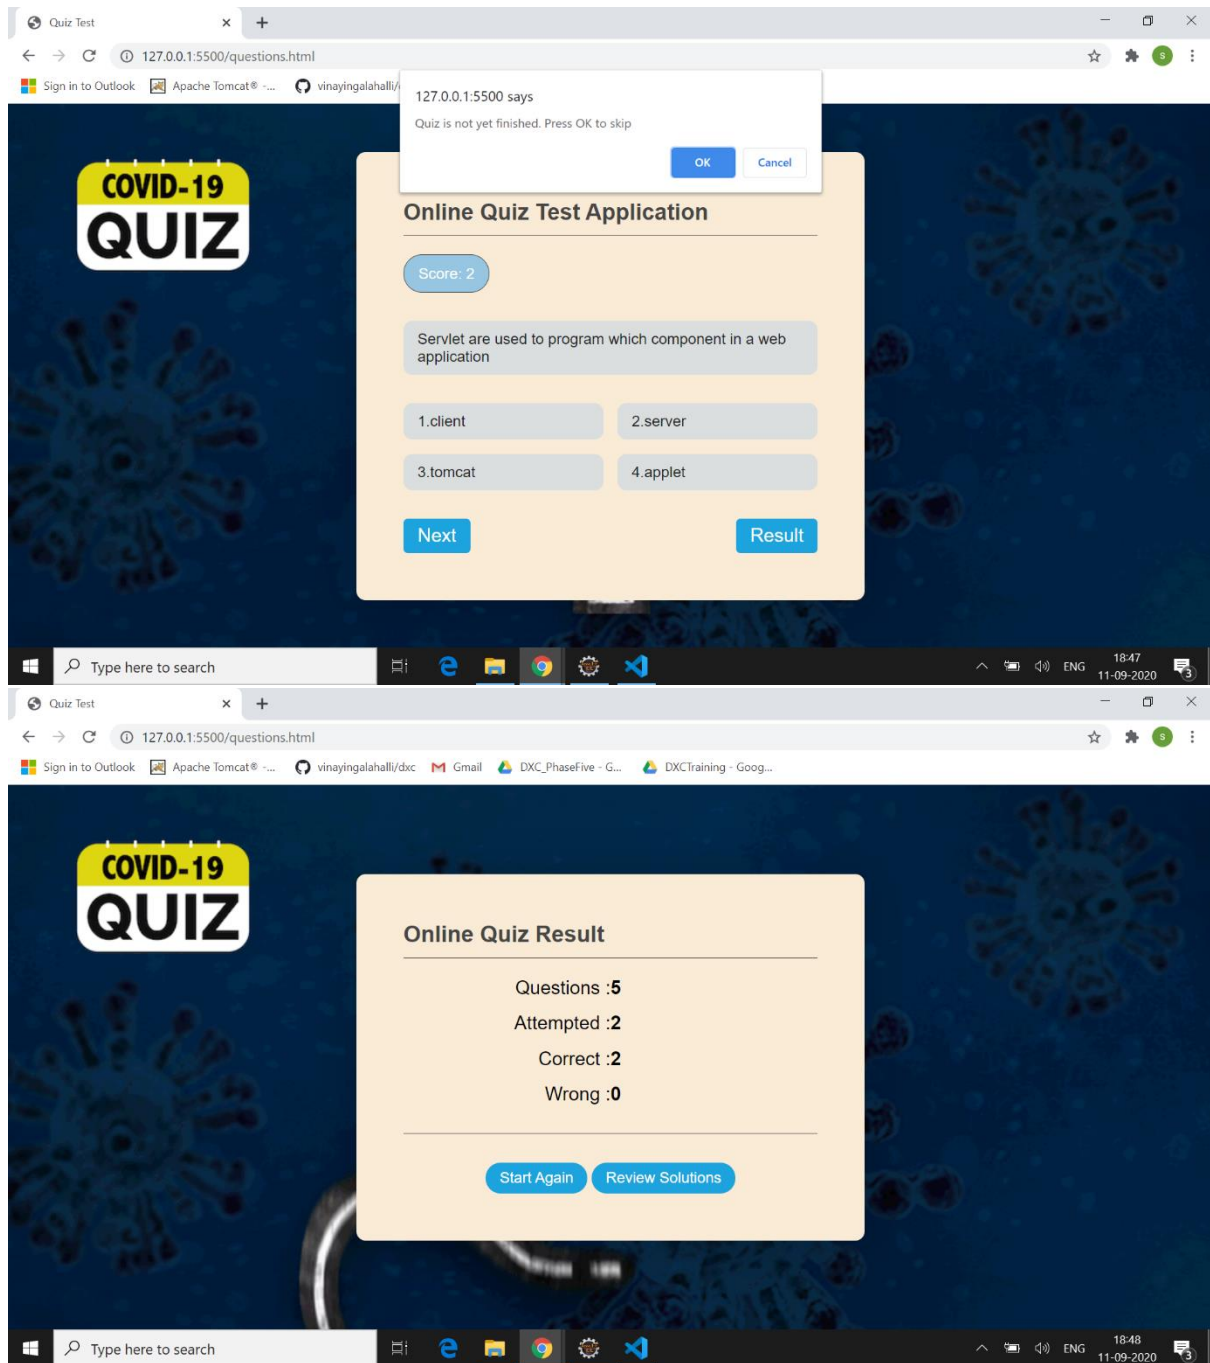 Quiz Test
127.0.0.1:5500/questions.html
S
Sign in to Outlook Apache Tomcat® -... vinayingalahalli/
127.0.0.1:5500 says
Quiz is not yet finished. Press OK to skip
OK Cancel
COVID-19
QUIZ
Online Quiz Test Application
Score: 2
Servlet are used to program which component in a web
application
1.client 2.server
3.tomcat 4.applet
Next Result
Type here to search
ENG
18:47
11-09-2020
3
Quiz Test
127.0.0.1:5500/questions.html
S
Sign in to Outlook Apache Tomcat® -... vinayingalahalli/dxc Gmail DXC_PhaseFive - G... DXCTraining - Goog...
COVID-19
QUIZ
Online Quiz Result
Questions :5
Attempted :2
Correct :2
Wrong :0
Start Again Review Solutions
Type here to search
ENG
18:48
11-09-2020
3